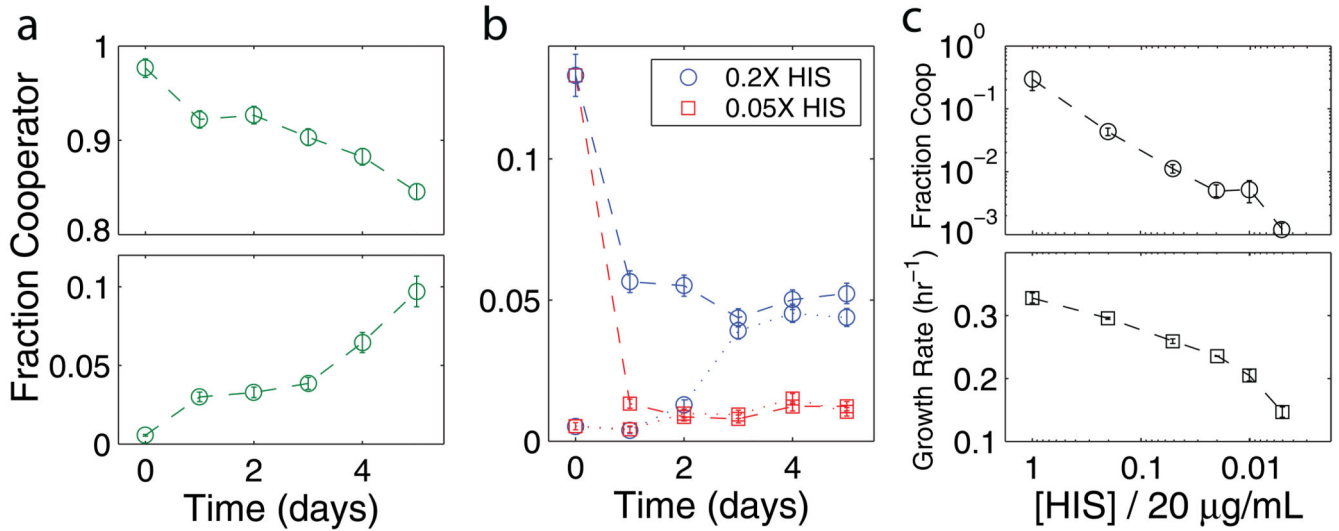 a
Fraction Cooperator
1
0.9
0.8
0.1
0.05
0
0 2 4
Time (days)
b
0.2X HIS
0.05X HIS
0.1
0.05
0
0 2 4
Time (days)
c
Fraction Coop
10⁰
10⁻¹
10⁻²
10⁻³
Growth Rate (hr⁻¹)
0.3
0.2
0.1
1 0.1 0.01
[HIS] / 20 μg/mL